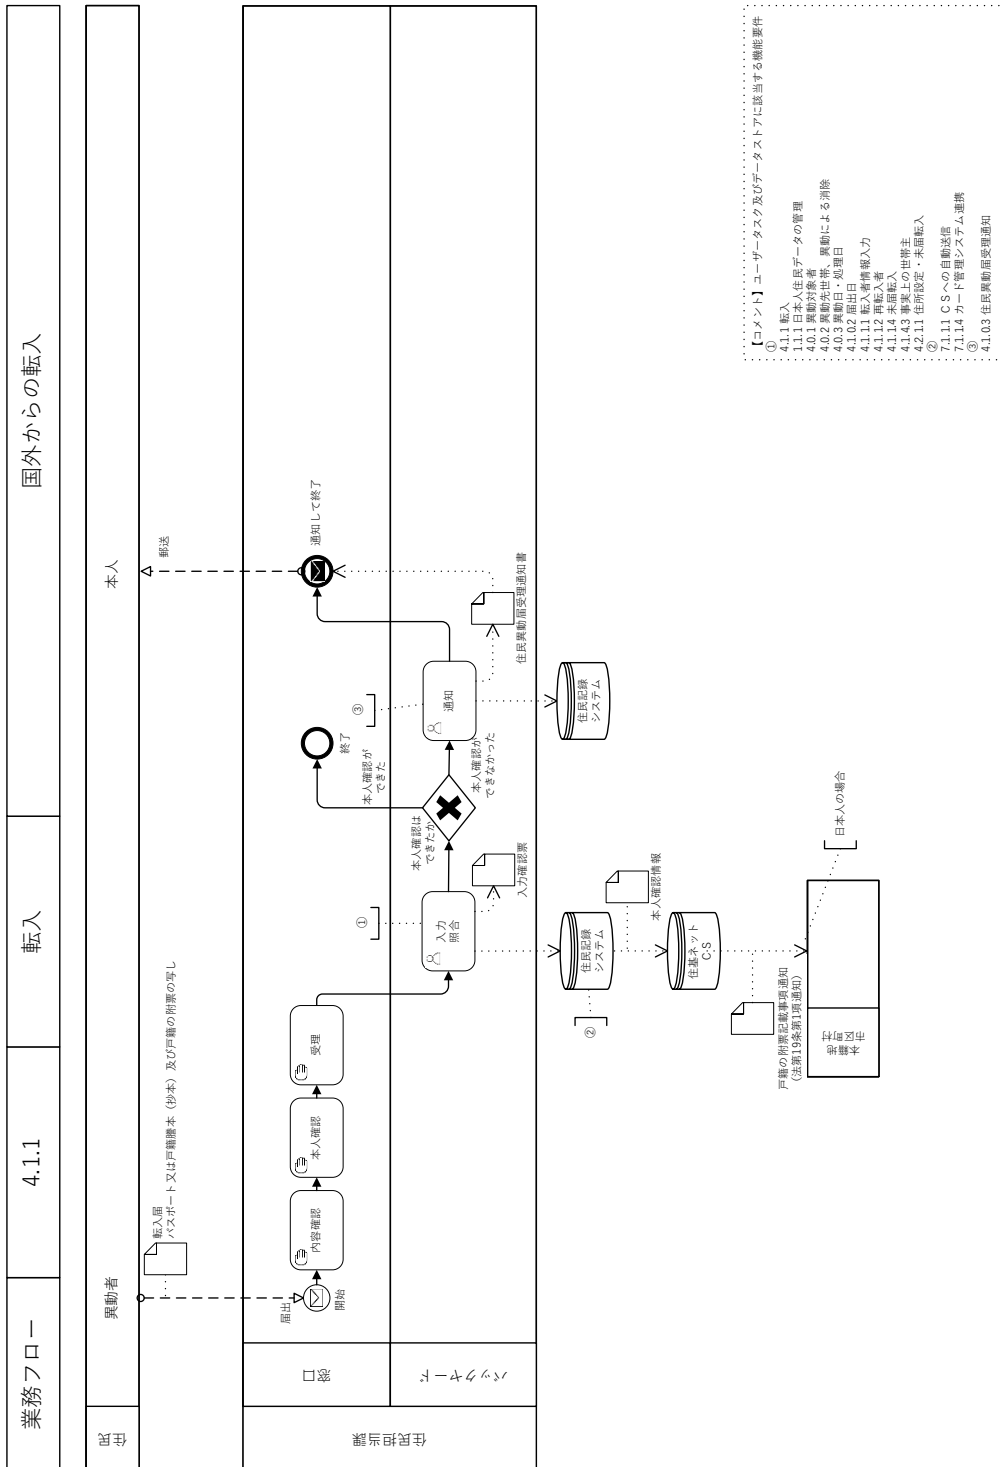 業務フロー
4.1.1
転入
国外からの転入
住民
異動者
本人
転入届
パスポート又は戸籍謄本（抄本）及び戸籍の附票の写し
郵送
住民担当課
窓口
バックヤード
届出
開始
内容確認
本人確認
受理
①
入力
照合
入力確認票
本人確認は
できたか
本人確認が
できた
終了
本人確認が
できなかった
③
通知
住民異動届受理通知書
通知して終了
②
住民記録
システム
本人確認情報
住基ネット
CS
戸籍の附票記載事項通知
（法第19条第1項通知）
本籍地
市区町村
日本人の場合
住民記録
システム
【コメント】ユーザータスク及びデータストアに該当する機能要件
①
4.1.1 転入
1.1.1 日本人住民データの管理
4.0.1 異動対象者
4.0.2 異動先世帯、異動による消除
4.0.3 異動日・処理日
4.1.0.2 届出日
4.1.1.1 転入者情報入力
4.1.1.2 再転入者
4.1.1.4 未届転入
4.1.4.3 事実上の世帯主
4.2.1.1 住所設定・未届転入
②
7.1.1.1 ＣＳへの自動送信
7.1.1.4 カード管理システム連携
③
4.1.0.3 住民異動届受理通知